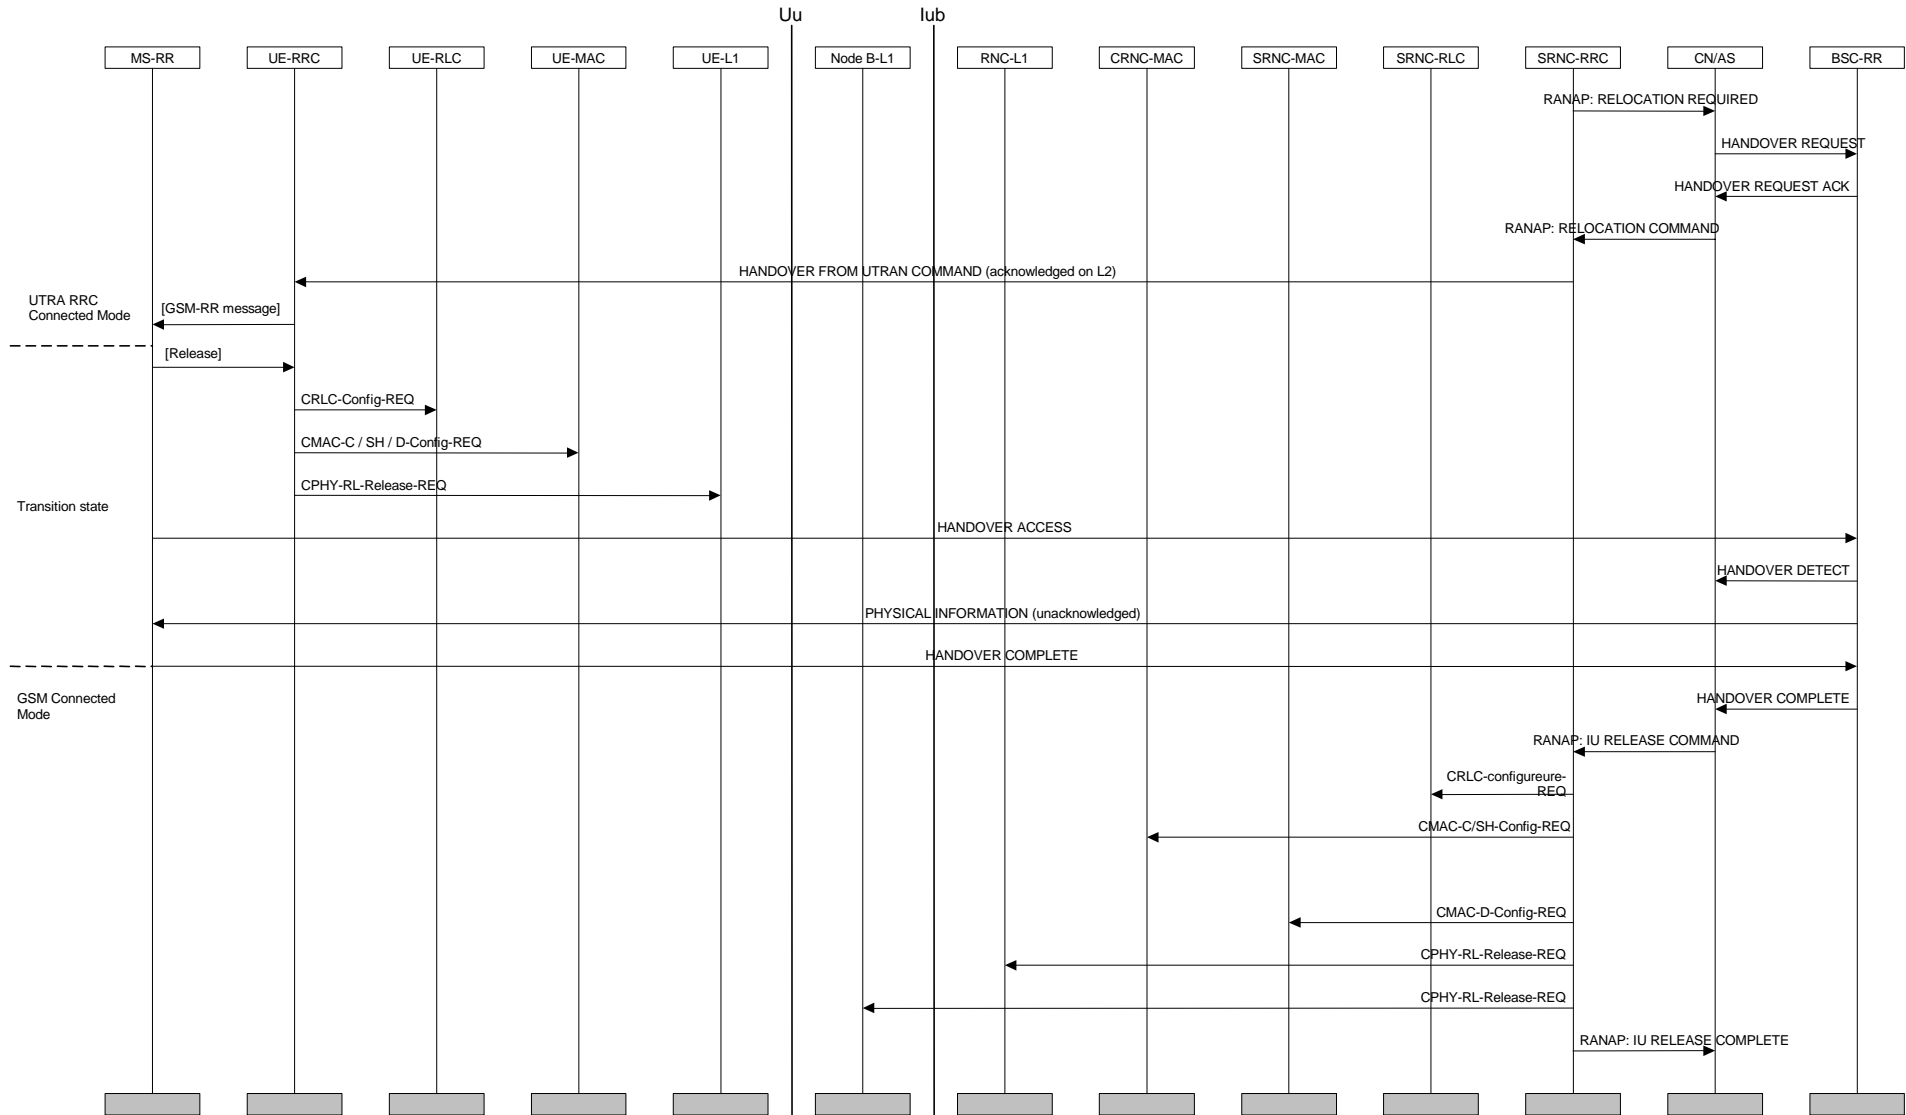 Uu
Iub
MS-RR
UE-RRC
UE-RLC
UE-MAC
UE-L1
Node B-L1
RNC-L1
CRNC-MAC
SRNC-MAC
SRNC-RLC
SRNC-RRC
CN/AS
BSC-RR
RANAP: RELOCATION REQUIRED
HANDOVER REQUEST
HANDOVER REQUEST ACK
RANAP: RELOCATION COMMAND
HANDOVER FROM UTRAN COMMAND (acknowledged on L2)
UTRA RRC
Connected Mode
[GSM-RR message]
[Release]
CRLC-Config-REQ
CMAC-C / SH / D-Config-REQ
CPHY-RL-Release-REQ
Transition state
HANDOVER ACCESS
HANDOVER DETECT
PHYSICAL INFORMATION (unacknowledged)
HANDOVER COMPLETE
GSM Connected
Mode
HANDOVER COMPLETE
RANAP: IU RELEASE COMMAND
CRLC-configureure-
REQ
CMAC-C/SH-Config-REQ
CMAC-D-Config-REQ
CPHY-RL-Release-REQ
CPHY-RL-Release-REQ
RANAP: IU RELEASE COMPLETE